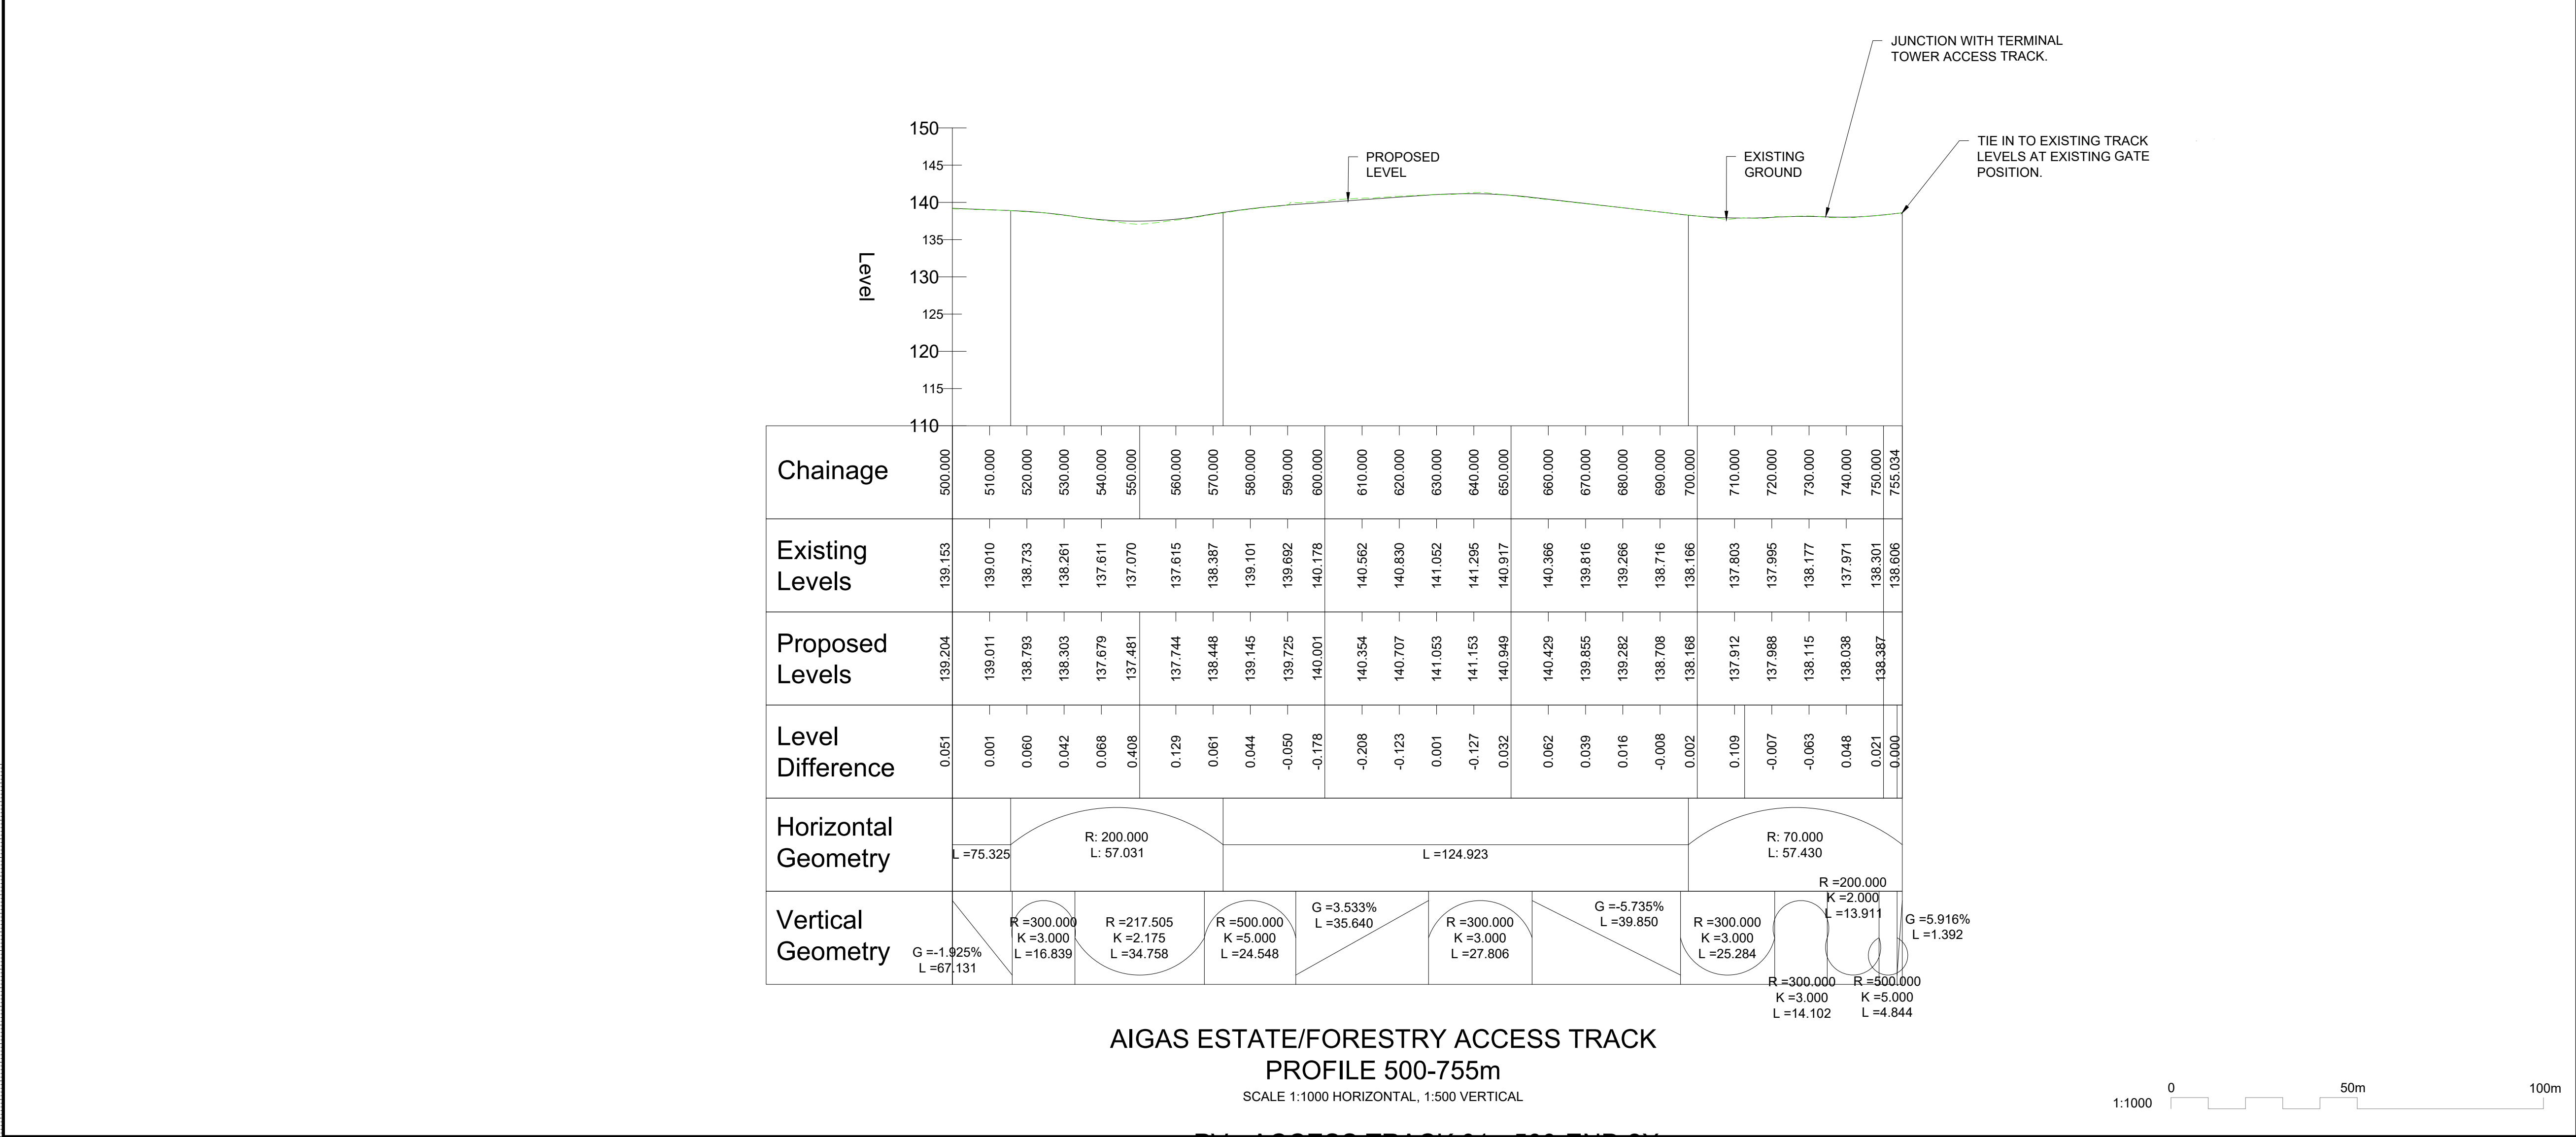 JUNCTION WITH TERMINAL
TOWER ACCESS TRACK.
TIE IN TO EXISTING TRACK
LEVELS AT EXISTING GATE
POSITION.
PROPOSED
LEVEL
EXISTING
GROUND
150
145
140
135
130
125
120
115
110
Level
Chainage
500.000 510.000 520.000 530.000 540.000 550.000 560.000 570.000 580.000 590.000 600.000 610.000 620.000 630.000 640.000 650.000 660.000 670.000 680.000 690.000 700.000 710.000 720.000 730.000 740.000 750.000 755.034
Existing
Levels
139.153 139.010 138.733 138.261 137.611 137.070 137.615 138.387 139.101 139.692 140.178 140.562 140.830 141.052 141.295 140.917 140.366 139.816 139.266 138.716 138.166 137.803 137.995 138.177 137.971 138.301 138.606
Proposed
Levels
139.204 139.011 138.793 138.303 137.679 137.481 137.744 138.448 139.145 139.725 140.001 140.354 140.707 141.053 141.153 140.949 140.429 139.855 139.282 138.708 138.168 137.912 137.988 138.115 138.038 138.387
Level
Difference
0.051 0.001 0.060 0.042 0.068 0.408 0.129 0.061 0.044 -0.050 -0.178 -0.208 -0.123 0.001 -0.127 0.032 0.062 0.039 0.016 -0.008 0.002 0.109 -0.007 -0.063 0.048 0.021 0.000
Horizontal
Geometry
L =75.325
R: 200.000
L: 57.031
L =124.923
R: 70.000
L: 57.430
Vertical
Geometry
G =-1.925%
L =67.131
R =300.000
K =3.000
L =16.839
R =217.505
K =2.175
L =34.758
R =500.000
K =5.000
L =24.548
G =3.533%
L =35.640
R =300.000
K =3.000
L =27.806
G =-5.735%
L =39.850
R =300.000
K =3.000
L =25.284
R =300.000
K =3.000
L =14.102
R =200.000
K =2.000
L =13.911
R =500.000
K =5.000
L =4.844
G =5.916%
L =1.392
AIGAS ESTATE/FORESTRY ACCESS TRACK
PROFILE 500-755m
SCALE 1:1000 HORIZONTAL, 1:500 VERTICAL
1:1000
0 50m 100m